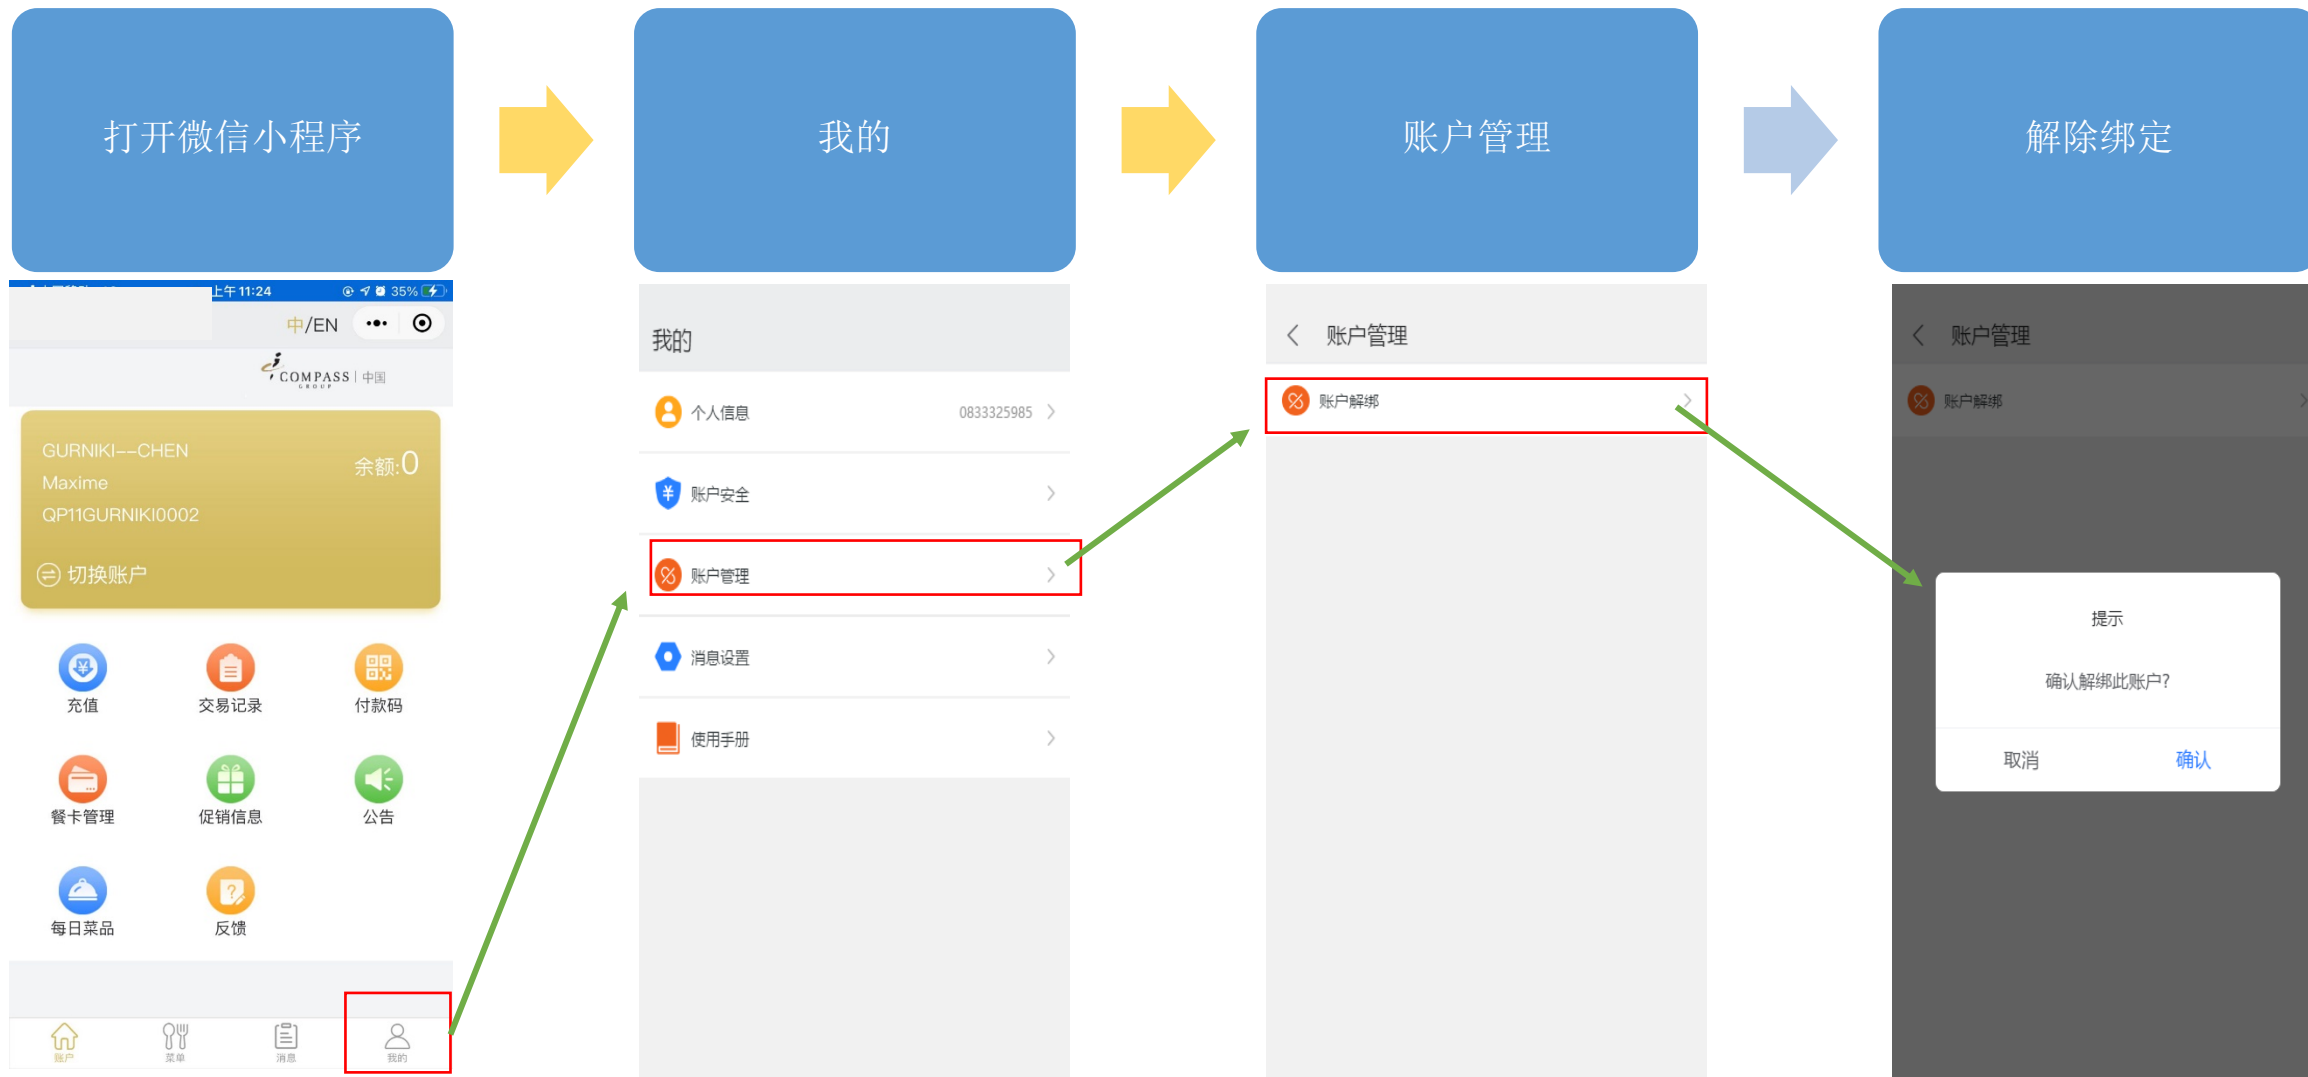 打开微信小程序
我的
账户管理
解除绑定
上午11:24
35%
中/EN
COMPASS
GROUP
中国
GURNIKI--CHEN
Maxime
QP11GURNIKI0002
余额:0
切换账户
充值
交易记录
付款码
餐卡管理
促销信息
公告
每日菜品
反馈
账户
菜单
消息
我的
我的
个人信息
0833325985
账户安全
账户管理
消息设置
使用手册
账户管理
账户解绑
账户管理
账户解绑
提示
确认解绑此账户?
取消
确认